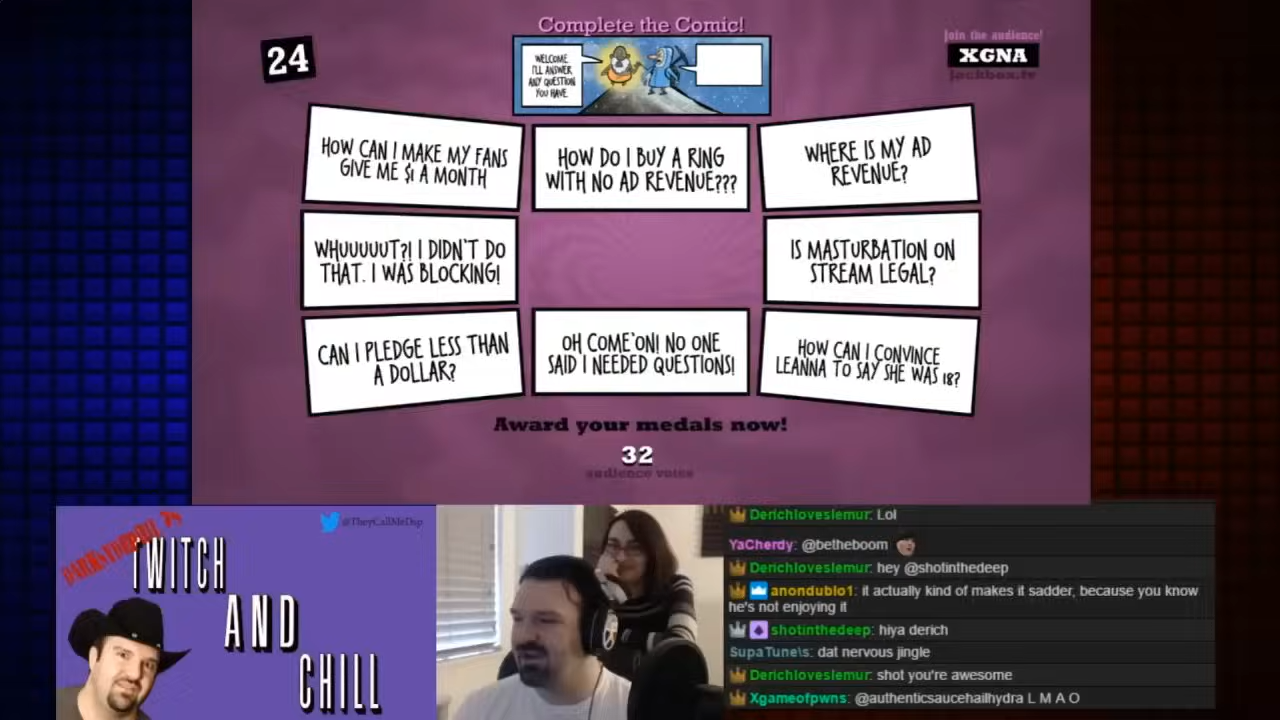 Complete the Comic!
24
WELCOME.
I'LL ANSWER
ANY QUESTION
YOU HAVE.
Join the audience!
XGNA
jackbox.tv
HOW CAN I MAKE MY FANS
GIVE ME $1 A MONTH
HOW DO I BUY A RING
WITH NO AD REVENUE???
WHERE IS MY AD
REVENUE?
WHUUUUUT?! I DIDN'T DO
THAT. I WAS BLOCKING!
IS MASTURBATION ON
STREAM LEGAL?
CAN I PLEDGE LESS THAN
A DOLLAR?
OH COME'ON! NO ONE
SAID I NEEDED QUESTIONS!
HOW CAN I CONVINCE
LEANNA TO SAY SHE WAS 18?
Award your medals now!
32
audience votes
@TheyCallMeDsp
TWITCH
AND
CHILL
Derichloveslemur: Lol
YaCherdy: @betheboom
Derichloveslemur: hey @shotinthedeep
anondublo1: it actually kind of makes it sadder, because you know
he's not enjoying it
shotinthedeep: hiya derich
SupaTune\s: dat nervous jingle
Derichloveslemur: shot you're awesome
Xgameofpwns: @authenticsaucehailhydra L M A O